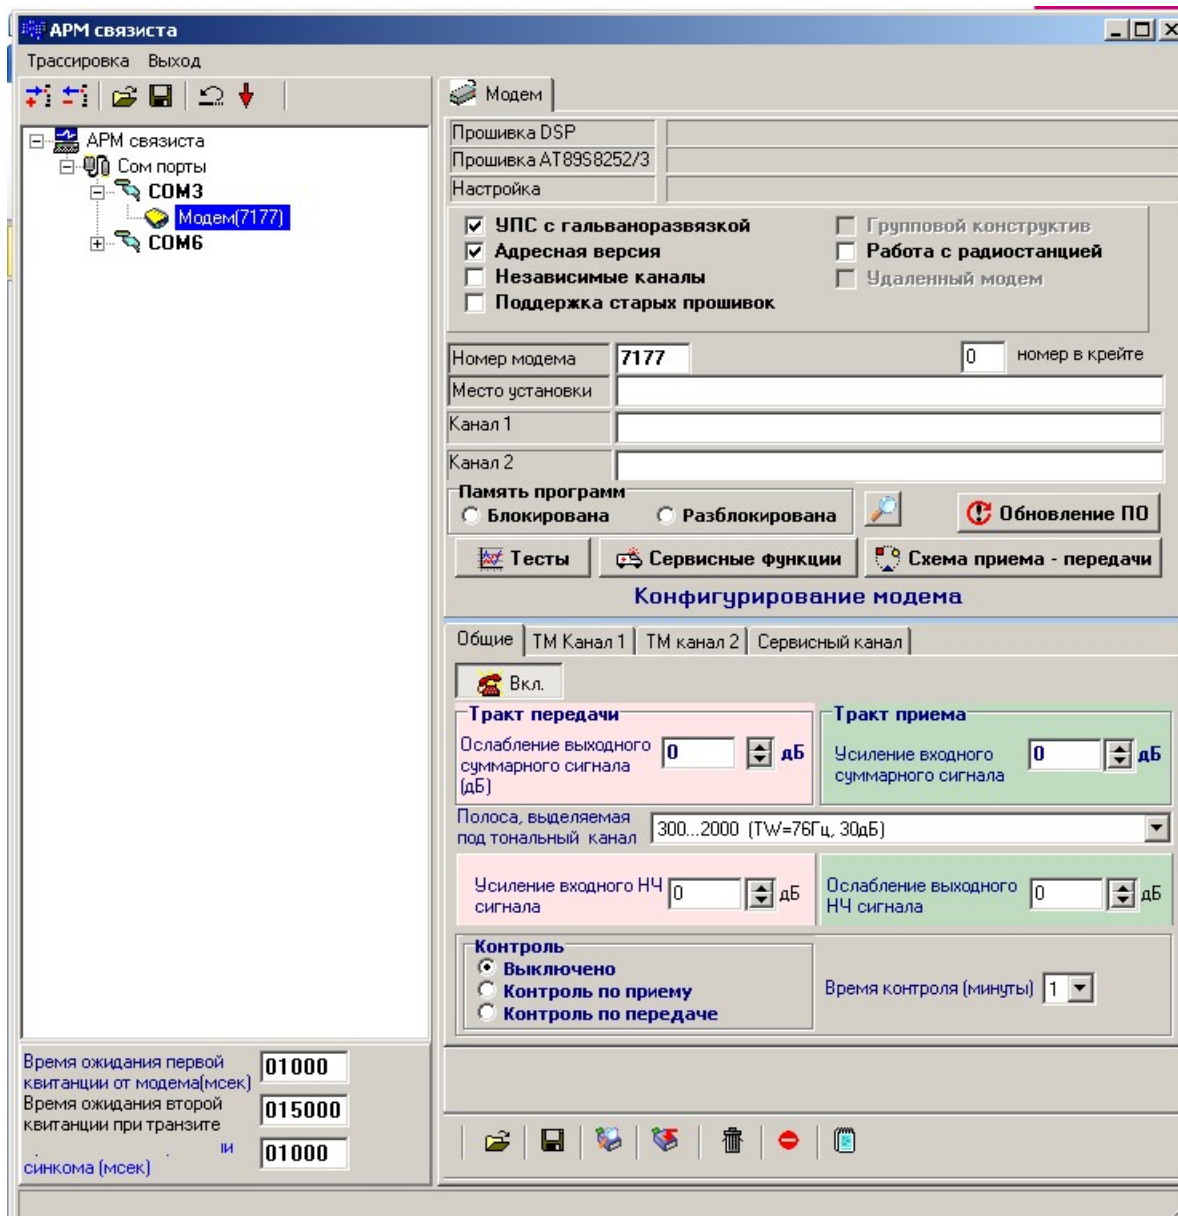 АРМ связиста
Трассировка Выход
АРМ связиста
Com порты
COM3
Модем(7177)
COM6
Время ожидания первой
квитанции от модема(мсек)
01000
Время ожидания второй
квитанции при транзите
015000
синкома (мсек)
01000
Модем
Прошивка DSP
Прошивка AT89S8252/3
Настройка
УПС с гальваноразвязкой
Групповой конструктив
Адресная версия
Работа с радиостанцией
Независимые каналы
Удаленный модем
Поддержка старых прошивок
Номер модема 7177 0 номер в крейте
Место установки
Канал 1
Канал 2
Память программ
Блокирована Разблокирована
Обновление ПО
Тесты Сервисные функции Схема приема - передачи
Конфигурирование модема
Общие ТМ Канал 1 ТМ канал 2 Сервисный канал
Вкл.
Тракт передачи
Ослабление выходного
суммарного сигнала
(дБ)
0 дБ
Тракт приема
Усиление входного
суммарного сигнала
0 дБ
Полоса, выделяемая
под тональный канал
300...2000 (TW=76Гц, 30дБ)
Усиление входного НЧ
сигнала
0 дБ
Ослабление выходного
НЧ сигнала
0 дБ
Контроль
Выключено
Контроль по приему
Контроль по передаче
Время контроля (минуты) 1